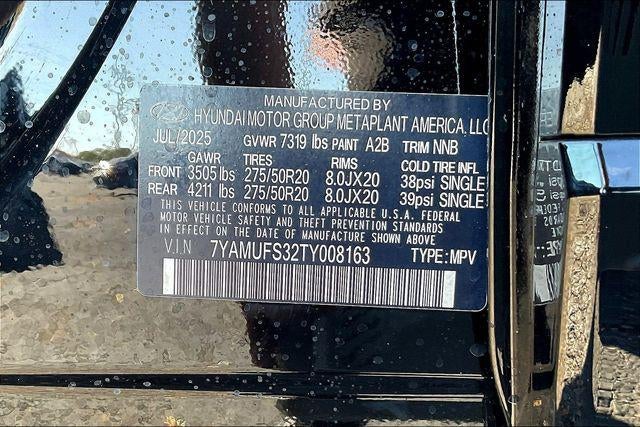 MANUFACTURED BY
HYUNDAI MOTOR GROUP METAPLANT AMERICA, LLC
JUL/2025 GVWR 7319 lbs PAINT A2B TRIM NNB
GAWR TIRES RIMS COLD TIRE INFL
FRONT 3505 lbs 275/50R20 8.0JX20 38psi SINGLE
REAR 4211 lbs 275/50R20 8.0JX20 39psi SINGLE
THIS VEHICLE CONFORMS TO ALL APPLICABLE U.S.A. FEDERAL
MOTOR VEHICLE SAFETY AND THEFT PREVENTION STANDARDS
IN EFFECT ON THE DATE OF MANUFACTURE SHOWN ABOVE
V.I.N 7YAMUFS32TY008163 TYPE: MPV